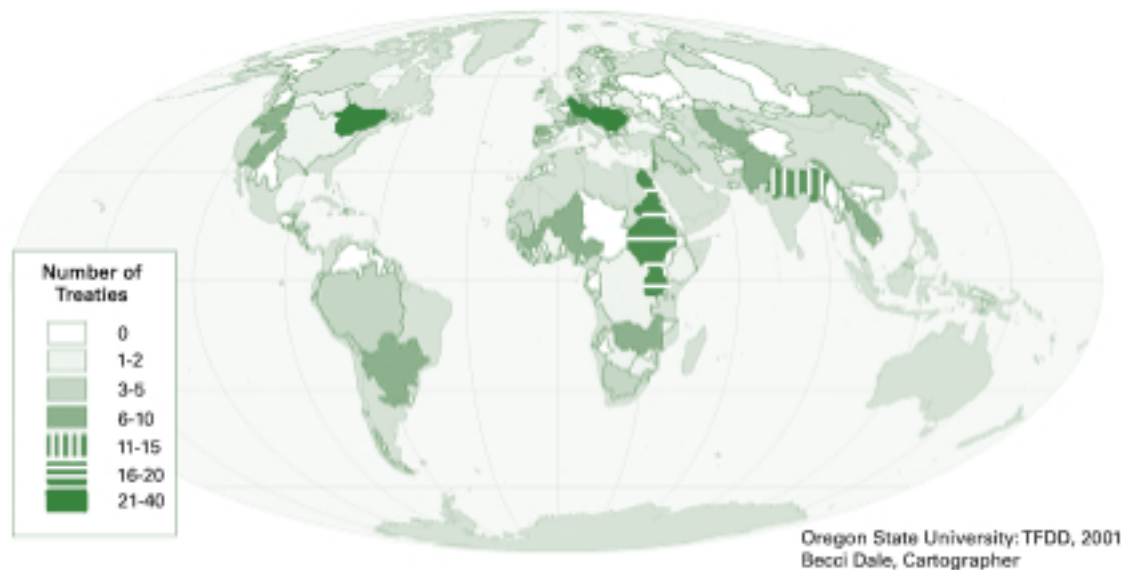 Number of
Treaties
0
1-2
3-5
6-10
11-15
16-20
21-40
Oregon State University: TFDD, 2001
Becci Dale, Cartographer